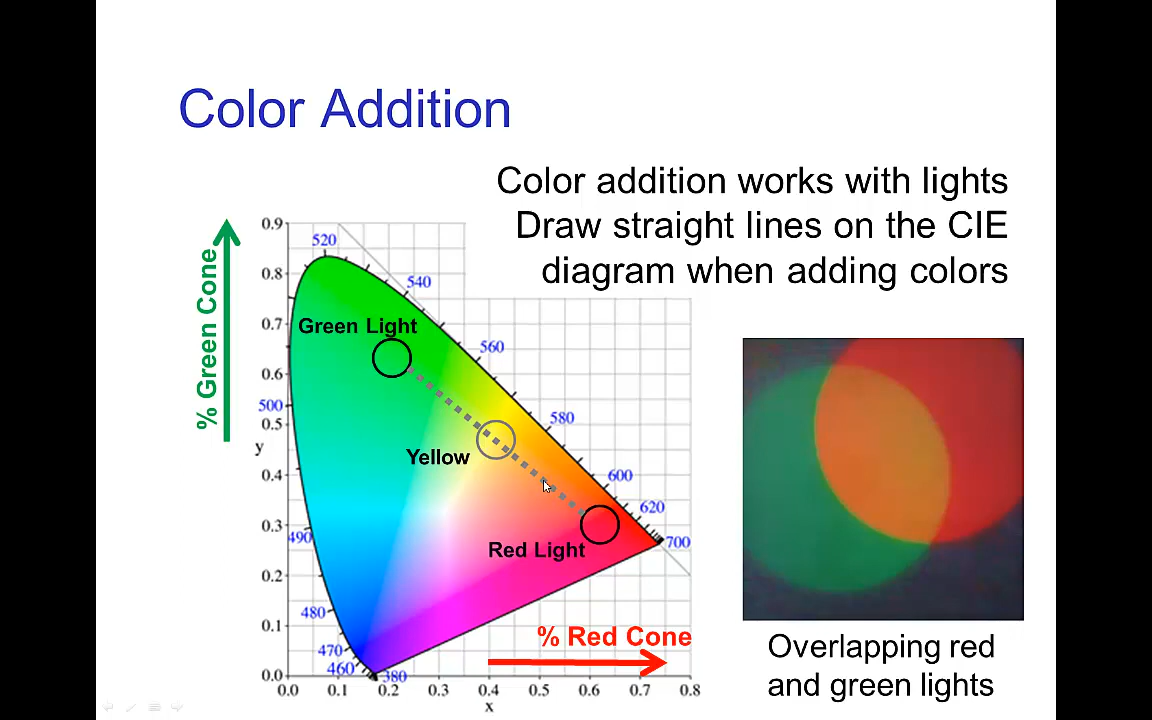 Color Addition
Color addition works with lights
Draw straight lines on the CIE
diagram when adding colors
% Green Cone
0.9
0.8
0.7
0.6
0.5
y
0.4
0.3
0.2
0.1
0.0
520
540
560
580
600
620
700
500
490
480
470
460
380
Green Light
Yellow
Red Light
% Red Cone
0.0 0.1 0.2 0.3 0.4 0.5 0.6 0.7 0.8
x
Overlapping red
and green lights